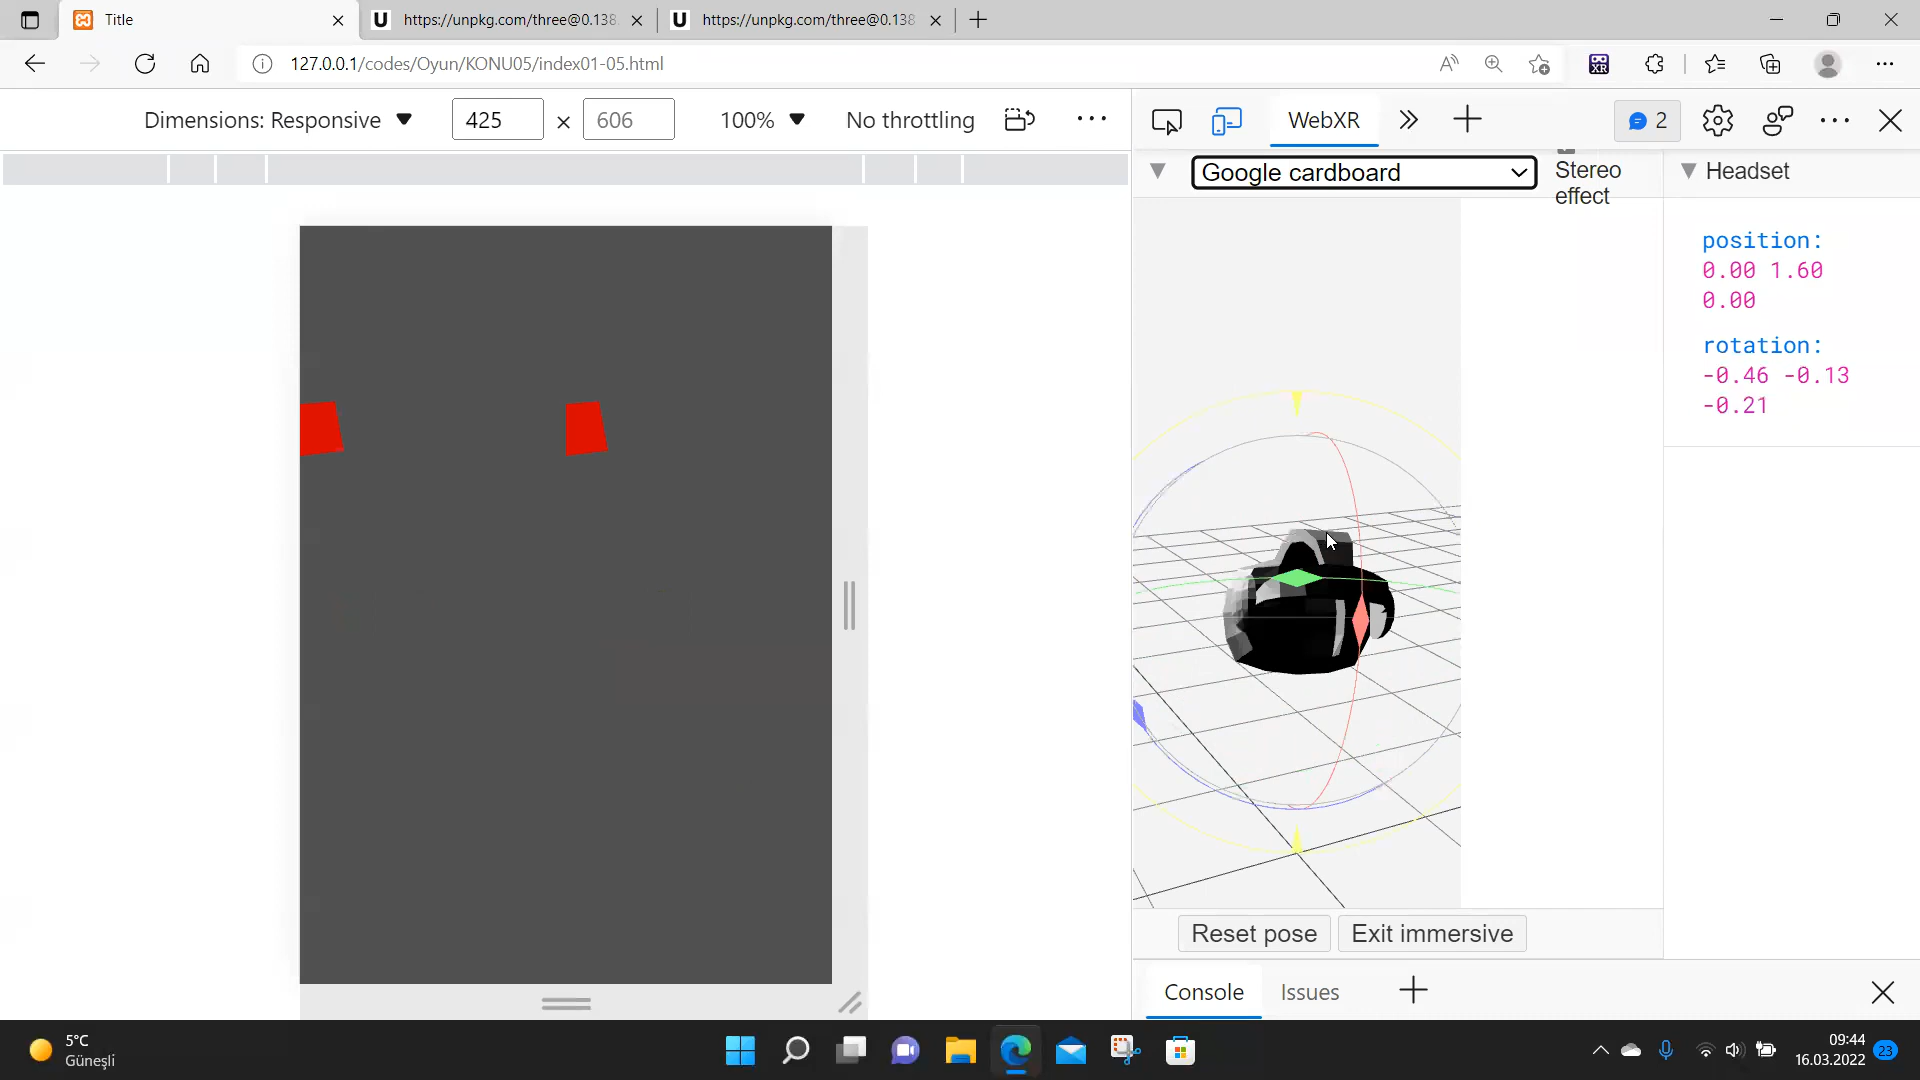 Title
https://unpkg.com/three@0.138
https://unpkg.com/three@0.138
127.0.0.1/codes/Oyun/KONU05/index01-05.html
Dimensions: Responsive
425 × 606
100%
No throttling
WebXR
2
Google cardboard
Stereo
effect
Headset
position:
0.00 1.60
0.00
rotation:
-0.46 -0.13
-0.21
Reset pose
Exit immersive
Console
Issues
5°C
Güneşli
09:44
16.03.2022
23